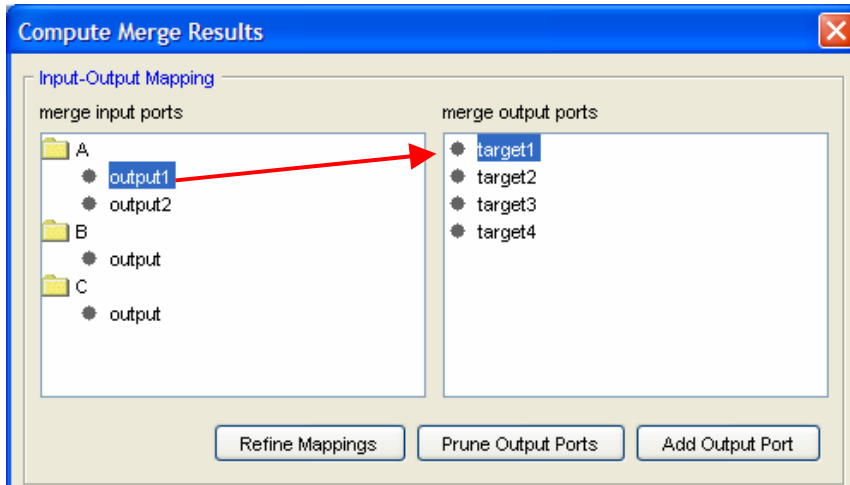 Compute Merge Results
Input-Output Mapping
merge input ports
A
output1
output2
B
output
C
output
merge output ports
target1
target2
target3
target4
Refine Mappings
Prune Output Ports
Add Output Port